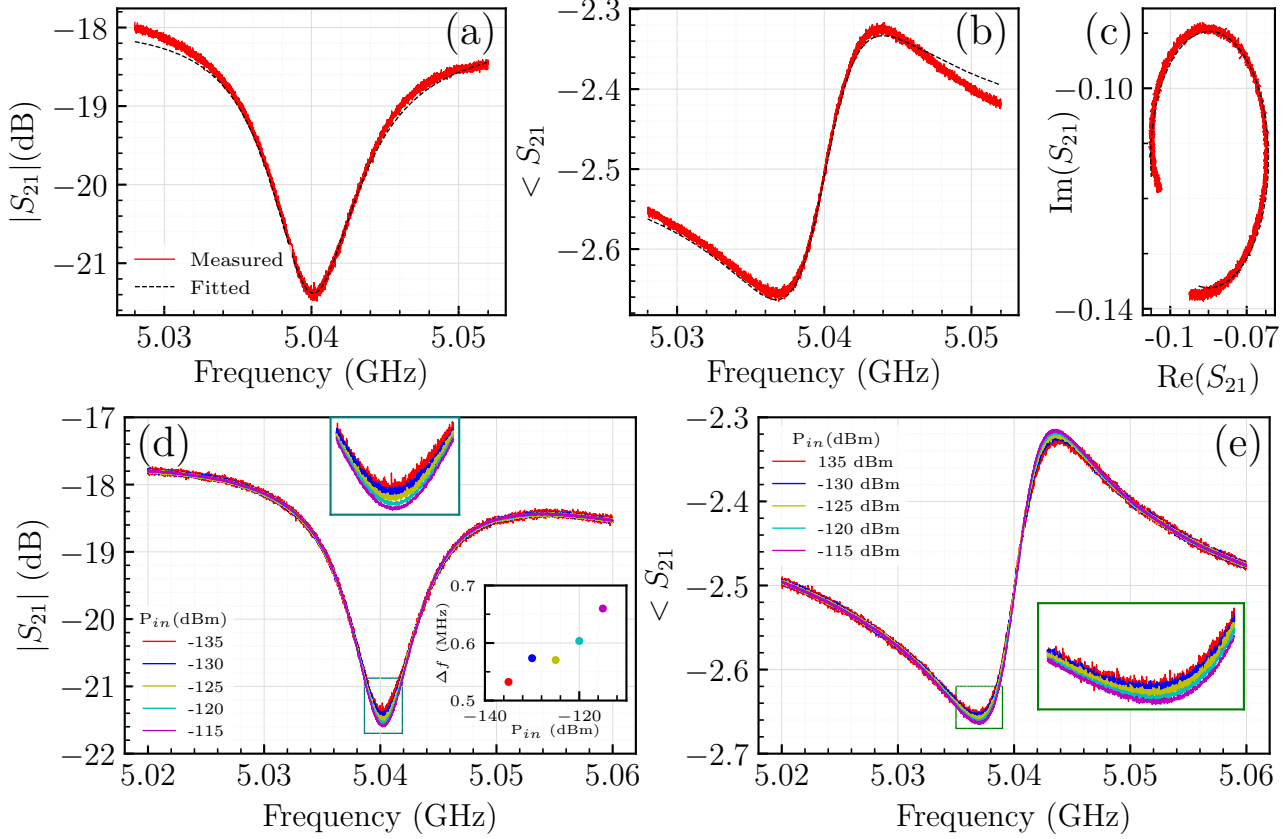 (a)
−18
−19
−20
−21
|S21|(dB)
Measured
Fitted
5.03
5.04
5.05
Frequency (GHz)
(b)
−2.3
−2.4
−2.5
−2.6
< S21
5.03
5.04
5.05
Frequency (GHz)
(c)
−0.10
−0.14
Im(S21)
-0.1
-0.07
Re(S21)
(d)
−17
−18
−19
−20
−21
−22
|S21| (dB)
Pin(dBm)
-135
-130
-125
-120
-115
0.7
0.6
0.5
Δf (MHz)
−140
−120
Pin (dBm)
5.02
5.03
5.04
5.05
5.06
Frequency (GHz)
(e)
−2.3
−2.4
−2.5
−2.6
−2.7
< S21
Pin(dBm)
135 dBm
-130 dBm
-125 dBm
-120 dBm
-115 dBm
5.02
5.03
5.04
5.05
5.06
Frequency (GHz)